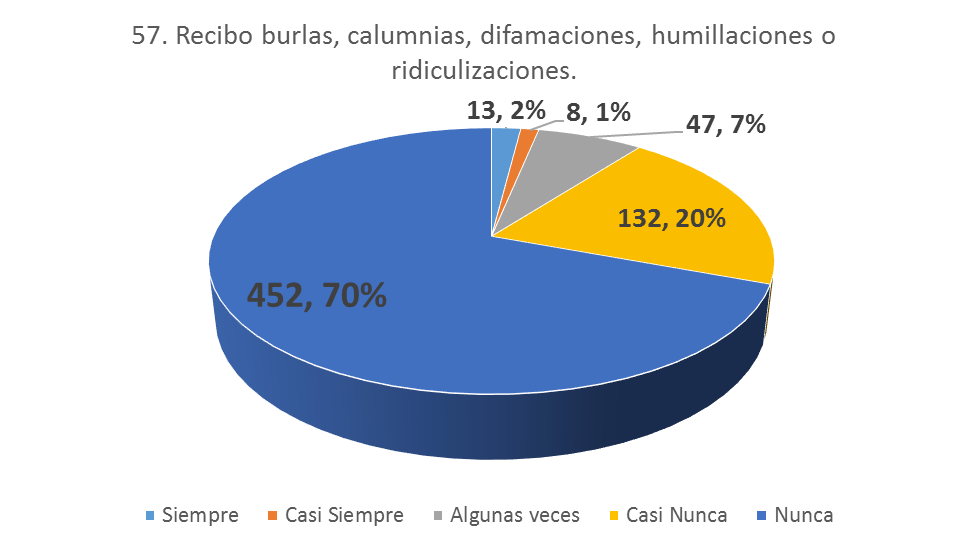 57. Recibo burlas, calumnias, difamaciones, humillaciones o
ridiculizaciones.
13, 2%
8, 1%
47, 7%
132, 20%
452, 70%
Siempre
Casi Siempre
Algunas veces
Casi Nunca
Nunca